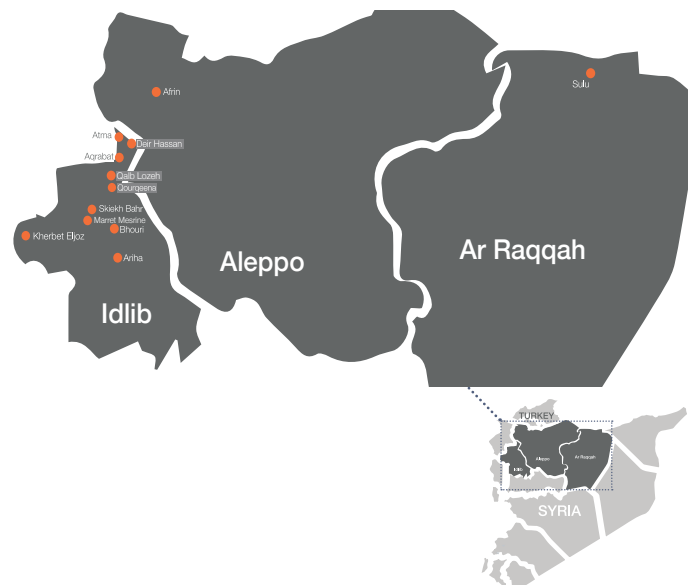 Afrin
Sulu
Atma
Deir Hassan
Aqrabat
Qalb Lozeh
Qourqeena
Skiekh Bahr
Marret Mesrine
Bhouri
Kherbet Eljoz
Ariha
Aleppo
Ar Raqqah
Idlib
TURKEY
Aleppo
Ar Raqqah
Idlib
SYRIA